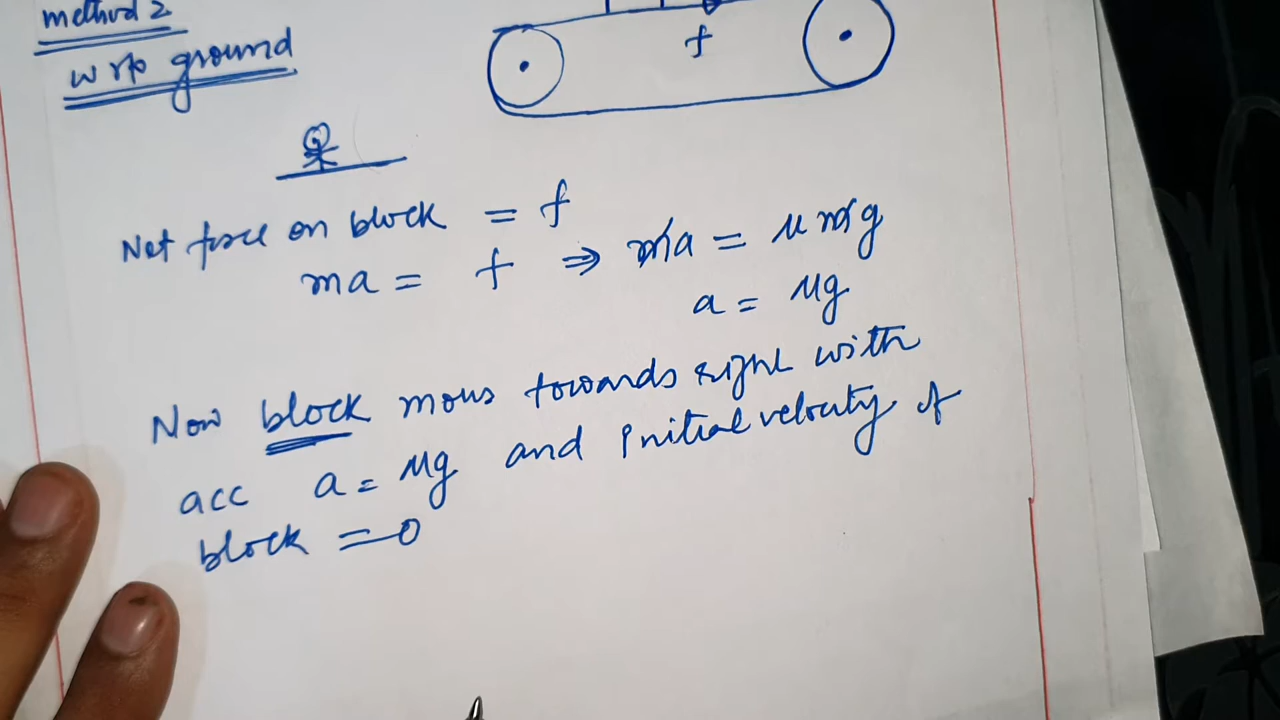 method 2
w r to ground
f
Net force on block = f
ma = f ⇒ ma = μmg
a = μg
Now block moves towards right with
acc a = μg and initial velocity of
block = 0